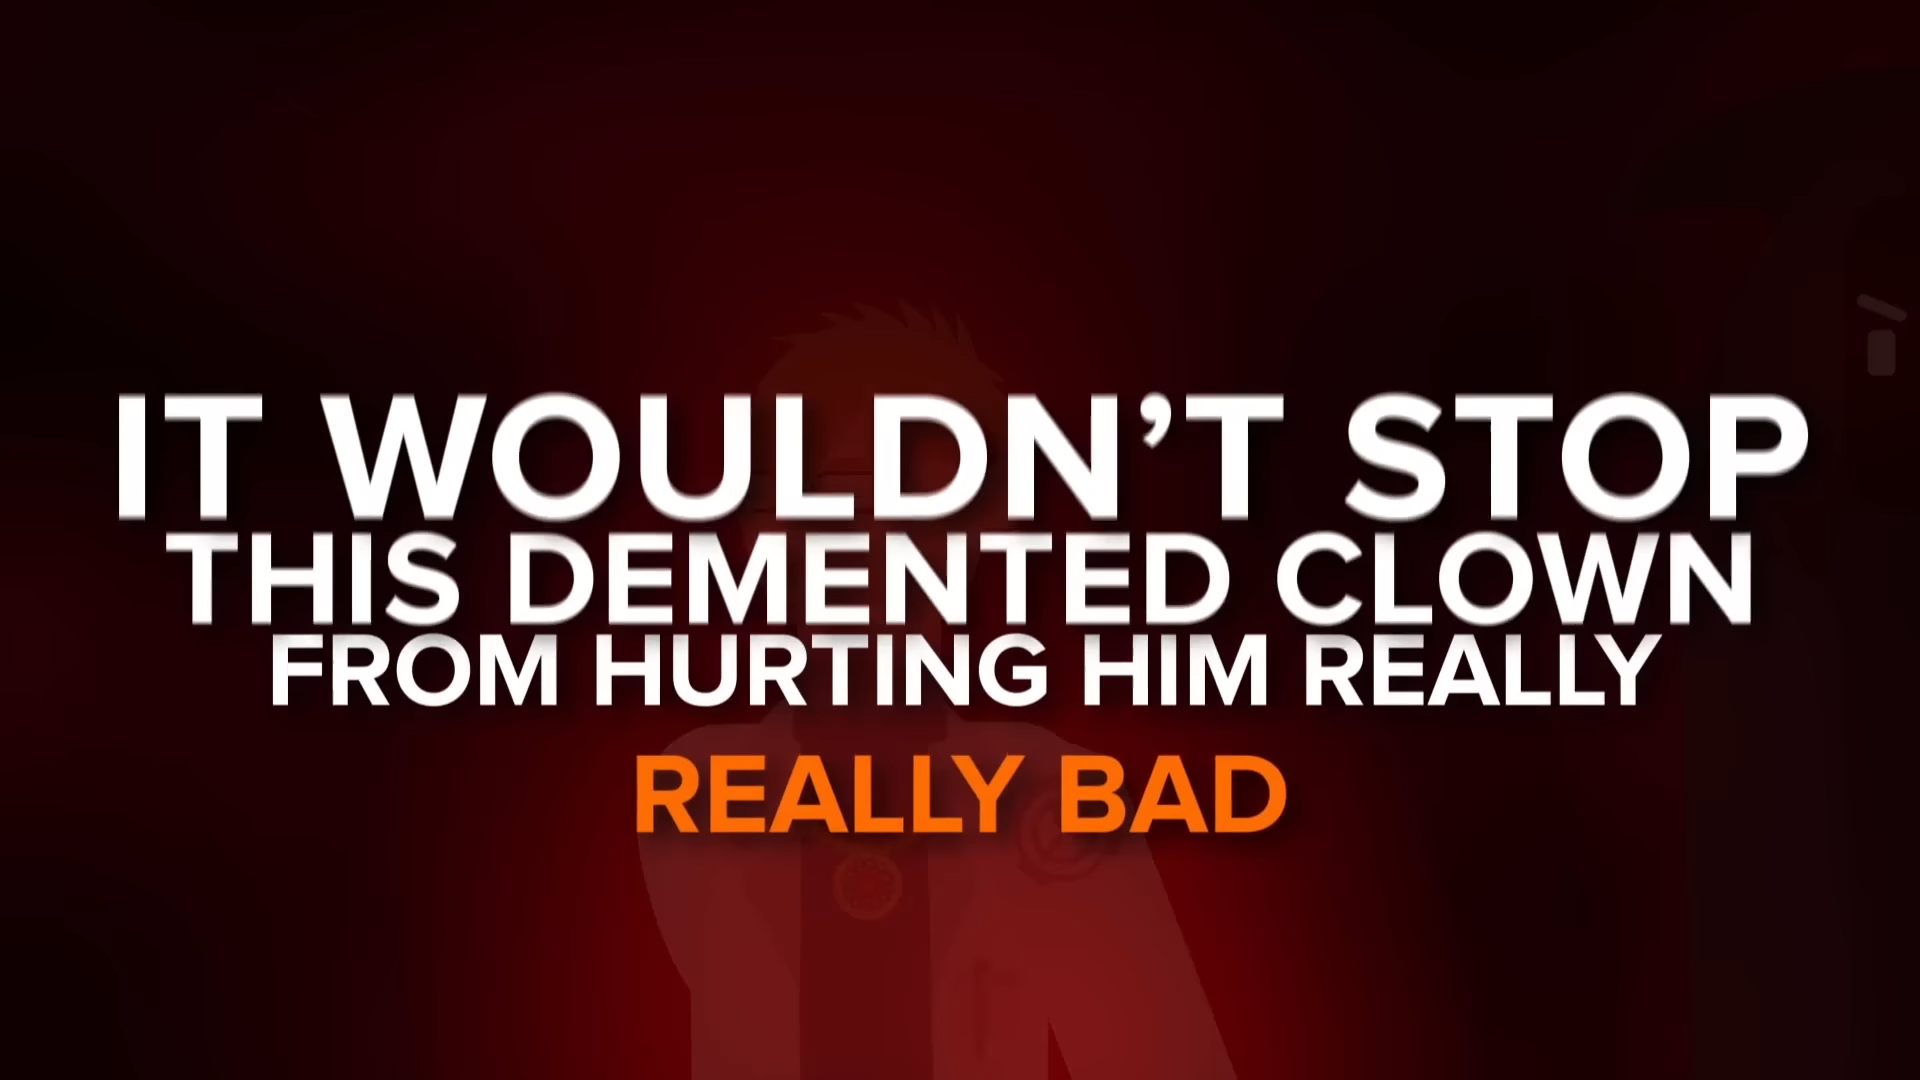 IT WOULDN’T STOP
THIS DEMENTED CLOWN
FROM HURTING HIM REALLY
REALLY BAD